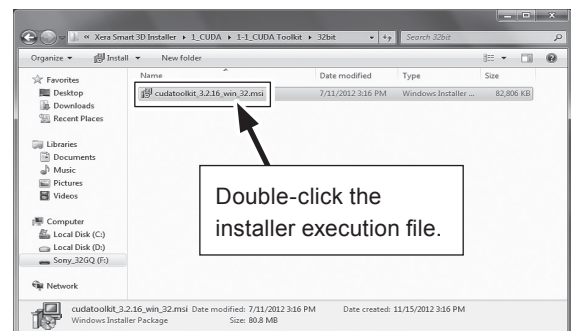 « Xera Smart 3D Installer ▸ 1_CUDA ▸ 1-1_CUDA Toolkit ▸ 32bit
Search 32bit
Organize Install New folder
Name Date modified Type Size
cudatoolkit_3.2.16_win_32.msi 7/11/2012 3:16 PM Windows Installer ... 82,806 KB
Favorites
Desktop
Downloads
Recent Places
Libraries
Documents
Music
Pictures
Videos
Computer
Local Disk (C:)
Local Disk (D:)
Sony_32GQ (F:)
Network
Double-click the
installer execution file.
cudatoolkit_3.2.16_win_32.msi Date modified: 7/11/2012 3:16 PM Date created: 11/15/2012 3:16 PM
Windows Installer Package Size: 80.8 MB